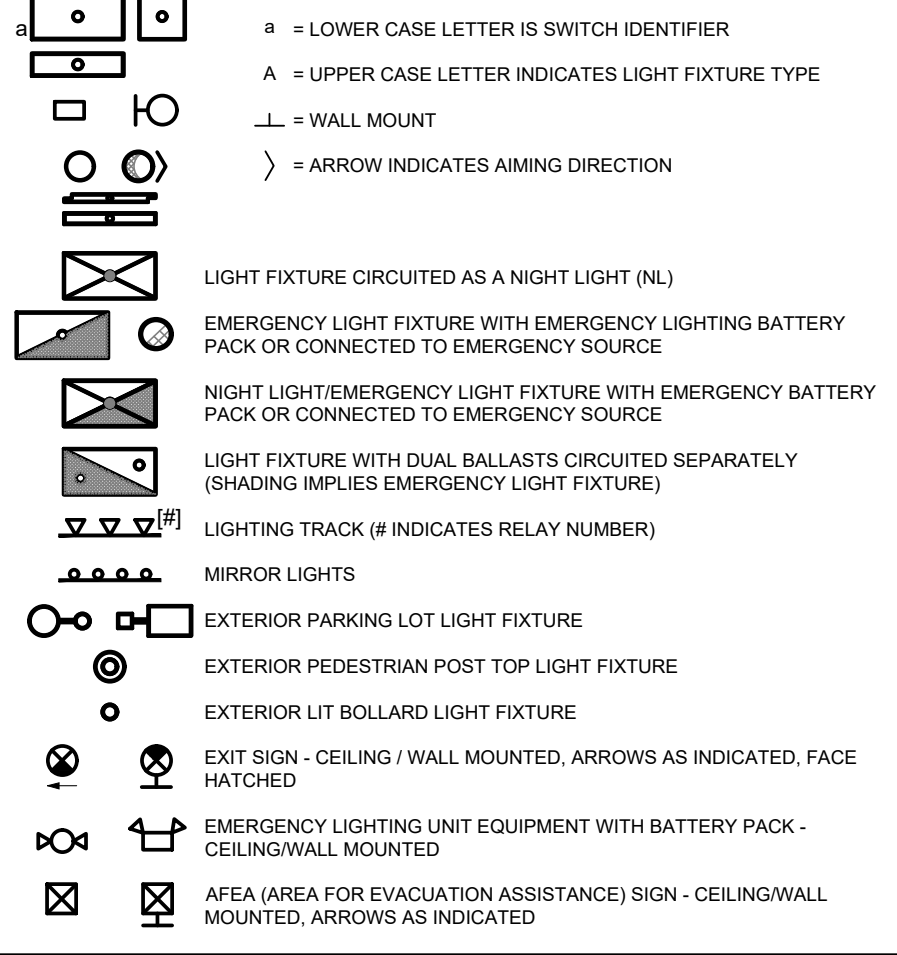 a
a = LOWER CASE LETTER IS SWITCH IDENTIFIER
A = UPPER CASE LETTER INDICATES LIGHT FIXTURE TYPE
= WALL MOUNT
= ARROW INDICATES AIMING DIRECTION
LIGHT FIXTURE CIRCUITED AS A NIGHT LIGHT (NL)
EMERGENCY LIGHT FIXTURE WITH EMERGENCY LIGHTING BATTERY
PACK OR CONNECTED TO EMERGENCY SOURCE
NIGHT LIGHT/EMERGENCY LIGHT FIXTURE WITH EMERGENCY BATTERY
PACK OR CONNECTED TO EMERGENCY SOURCE
LIGHT FIXTURE WITH DUAL BALLASTS CIRCUITED SEPARATELY
(SHADING IMPLIES EMERGENCY LIGHT FIXTURE)
[#] LIGHTING TRACK (# INDICATES RELAY NUMBER)
MIRROR LIGHTS
EXTERIOR PARKING LOT LIGHT FIXTURE
EXTERIOR PEDESTRIAN POST TOP LIGHT FIXTURE
EXTERIOR LIT BOLLARD LIGHT FIXTURE
EXIT SIGN - CEILING / WALL MOUNTED, ARROWS AS INDICATED, FACE
HATCHED
EMERGENCY LIGHTING UNIT EQUIPMENT WITH BATTERY PACK -
CEILING/WALL MOUNTED
AFEA (AREA FOR EVACUATION ASSISTANCE) SIGN - CEILING/WALL
MOUNTED, ARROWS AS INDICATED